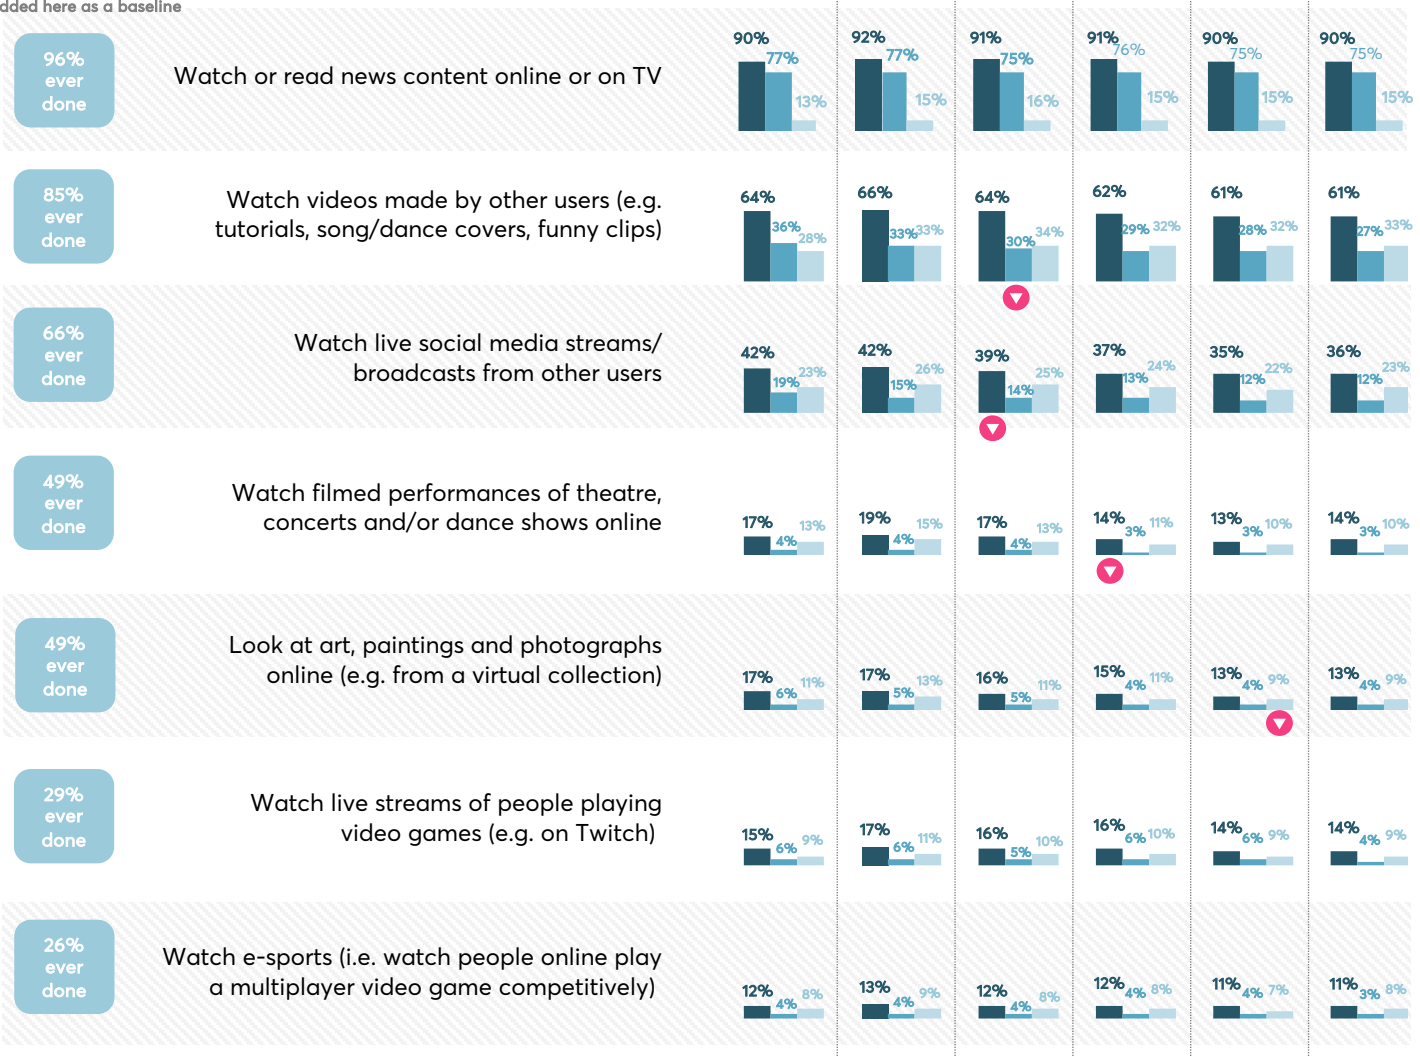 dded here as a baseline
96%
ever
done
Watch or read news content online or on TV
90% 77% 13%
92% 77% 15%
91% 75% 16%
91% 76% 15%
90% 75% 15%
90% 75% 15%
85%
ever
done
Watch videos made by other users (e.g.
tutorials, song/dance covers, funny clips)
64% 36% 28%
66% 33% 33%
64% 30% 34%
62% 29% 32%
61% 28% 32%
61% 27% 33%
66%
ever
done
Watch live social media streams/
broadcasts from other users
42% 19% 23%
42% 15% 26%
39% 14% 25%
37% 13% 24%
35% 12% 22%
36% 12% 23%
49%
ever
done
Watch filmed performances of theatre,
concerts and/or dance shows online
17% 4% 13%
19% 4% 15%
17% 4% 13%
14% 3% 11%
13% 3% 10%
14% 3% 10%
49%
ever
done
Look at art, paintings and photographs
online (e.g. from a virtual collection)
17% 6% 11%
17% 5% 13%
16% 5% 11%
15% 4% 11%
13% 4% 9%
13% 4% 9%
29%
ever
done
Watch live streams of people playing
video games (e.g. on Twitch)
15% 6% 9%
17% 6% 11%
16% 5% 10%
16% 6% 10%
14% 6% 9%
14% 4% 9%
26%
ever
done
Watch e-sports (i.e. watch people online play
a multiplayer video game competitively)
12% 4% 8%
13% 4% 9%
12% 4% 8%
12% 4% 8%
11% 4% 7%
11% 3% 8%